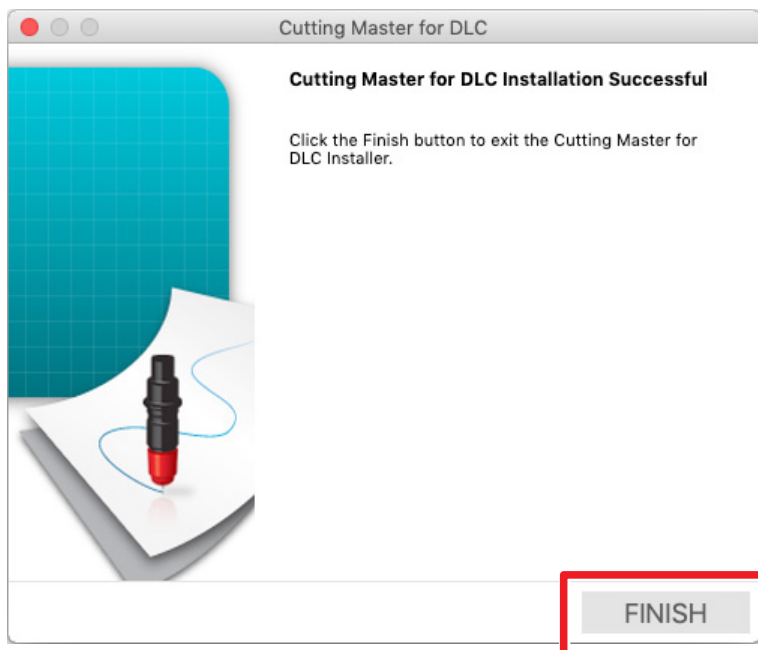 Cutting Master for DLC
Cutting Master for DLC Installation Successful
Click the Finish button to exit the Cutting Master for
DLC Installer.
FINISH